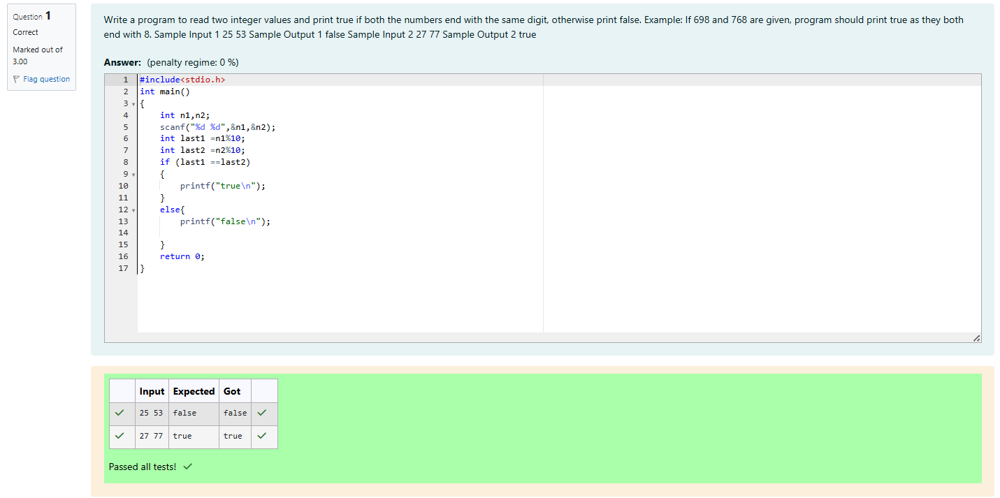 Question 1
Correct
Marked out of
3.00
Flag question
Write a program to read two integer values and print true if both the numbers end with the same digit, otherwise print false. Example: If 698 and 768 are given, program should print true as they both
end with 8. Sample Input 1 25 53 Sample Output 1 false Sample Input 2 27 77 Sample Output 2 true
Answer: (penalty regime: 0 %)
1 #include<stdio.h>
2 int main()
3 {
4 int n1,n2;
5 scanf("%d %d",&n1,&n2);
6 int last1 =n1%10;
7 int last2 =n2%10;
8 if (last1 ==last2)
9 {
10 printf("true\n");
11 }
12 else{
13 printf("false\n");
14
15 }
16 return 0;
17 }
Input Expected Got
25 53 false false
27 77 true true
Passed all tests!